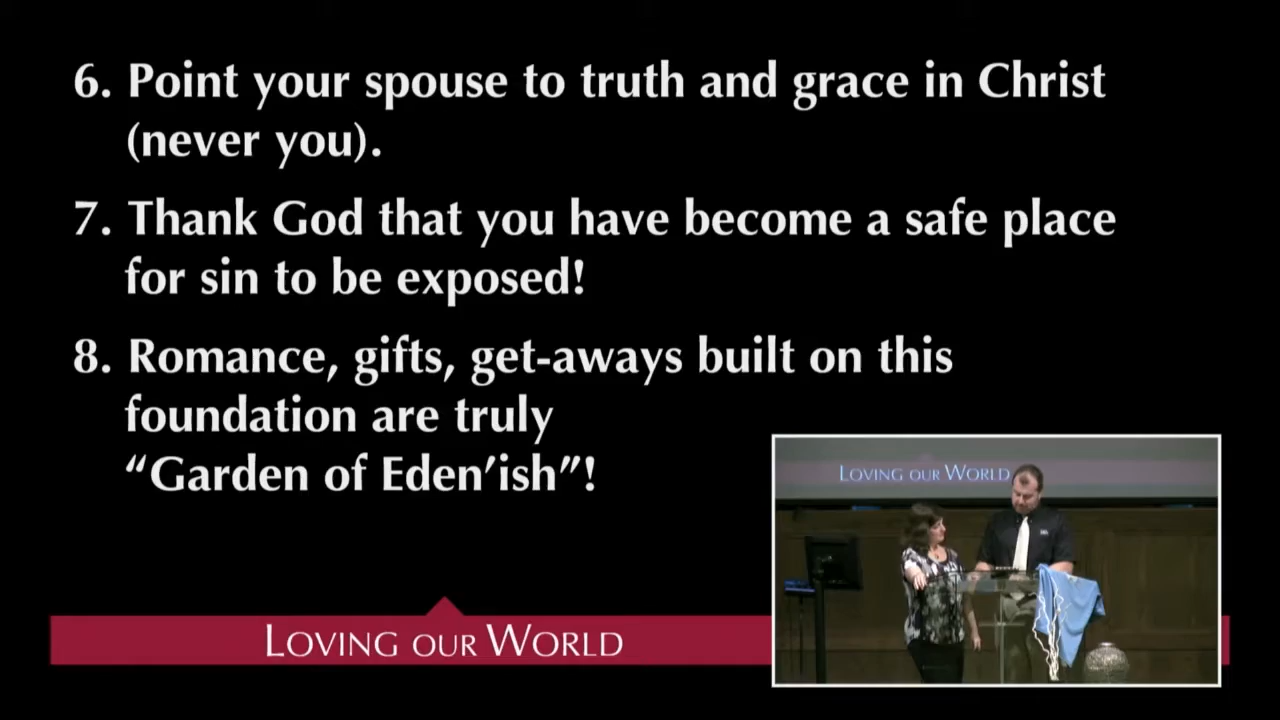 6. Point your spouse to truth and grace in Christ
(never you).
7. Thank God that you have become a safe place
for sin to be exposed!
8. Romance, gifts, get-aways built on this
foundation are truly
“Garden of Eden’ish”!
LOVING OUR WORLD
LOVING OUR WORLD